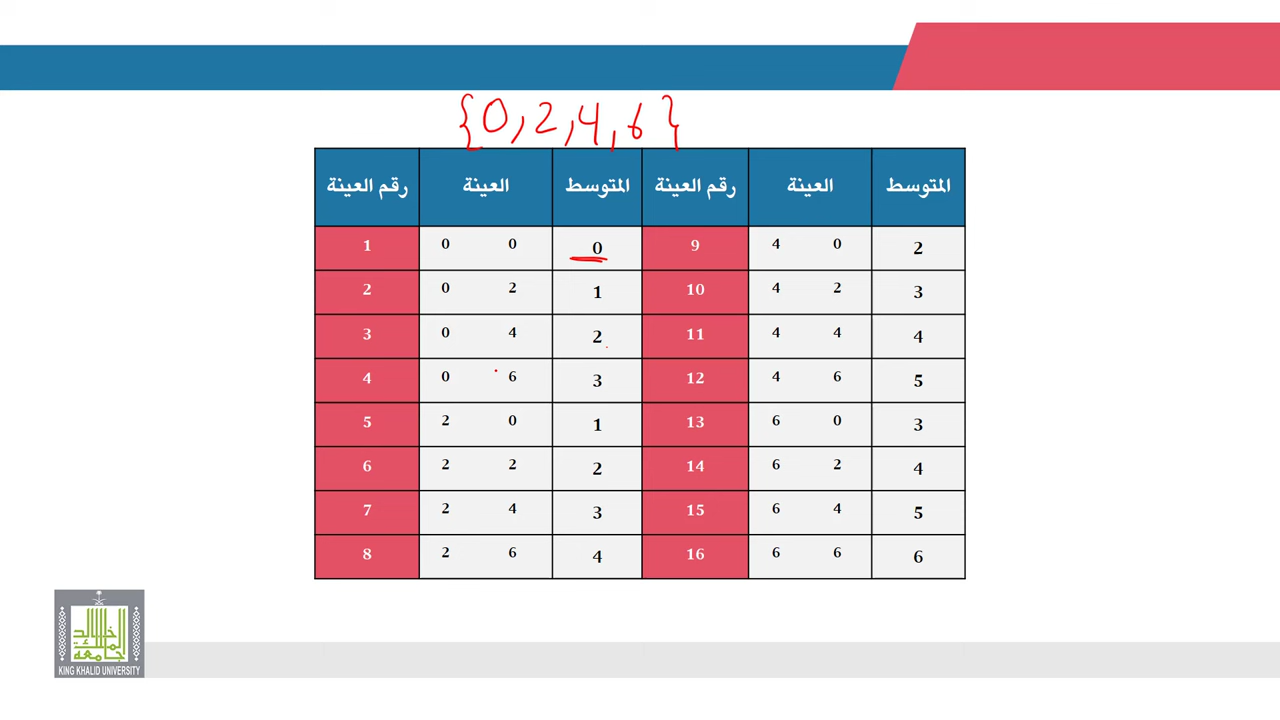 {0,2,4,6}
رقم العينة العينة المتوسط رقم العينة العينة المتوسط
1 0 0 0 9 4 0 2
2 0 2 1 10 4 2 3
3 0 4 2 11 4 4 4
4 0 6 3 12 4 6 5
5 2 0 1 13 6 0 3
6 2 2 2 14 6 2 4
7 2 4 3 15 6 4 5
8 2 6 4 16 6 6 6
جامعة الملك خالد
KING KHALID UNIVERSITY